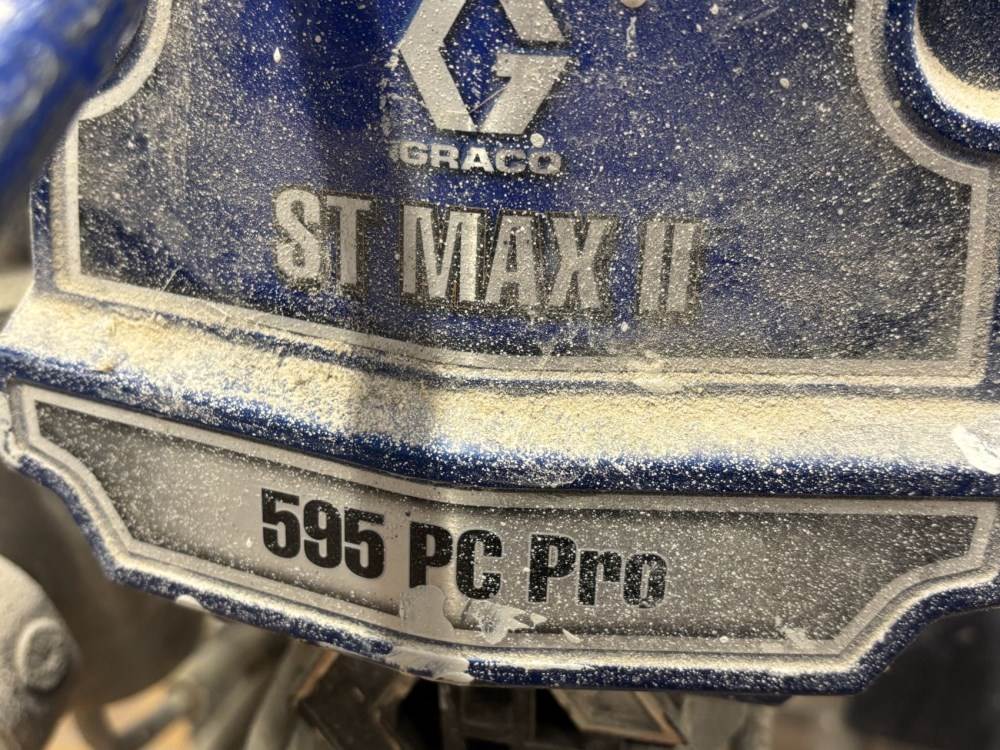 G
GRACO
ST MAX II
595 PC Pro